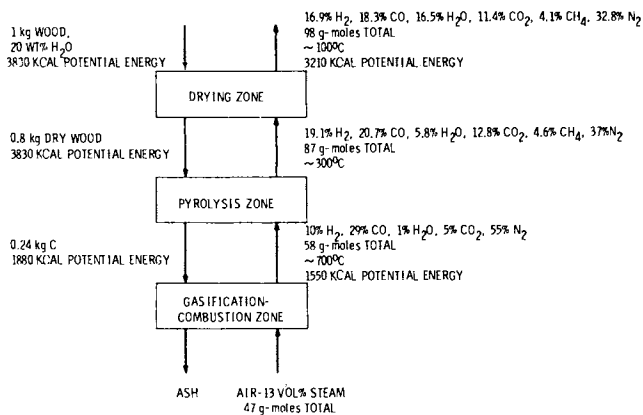 1 kg WOOD,
20 WT% H₂O
3830 KCAL POTENTIAL ENERGY
16.9% H₂, 18.3% CO, 16.5% H₂O, 11.4% CO₂, 4.1% CH₄, 32.8% N₂
98 g-moles TOTAL
~100⁰C
3210 KCAL POTENTIAL ENERGY
DRYING ZONE
0.8 kg DRY WOOD
3830 KCAL POTENTIAL ENERGY
19.1% H₂, 20.7% CO, 5.8% H₂O, 12.8% CO₂, 4.6% CH₄, 37%N₂
87 g-moles TOTAL
~300⁰C
PYROLYSIS ZONE
0.24 kg C
1880 KCAL POTENTIAL ENERGY
10% H₂, 29% CO, 1% H₂O, 5% CO₂, 55% N₂
58 g-moles TOTAL
~700⁰C
1550 KCAL POTENTIAL ENERGY
GASIFICATION-
COMBUSTION ZONE
ASH
AIR-13 VOL% STEAM
47 g-moles TOTAL